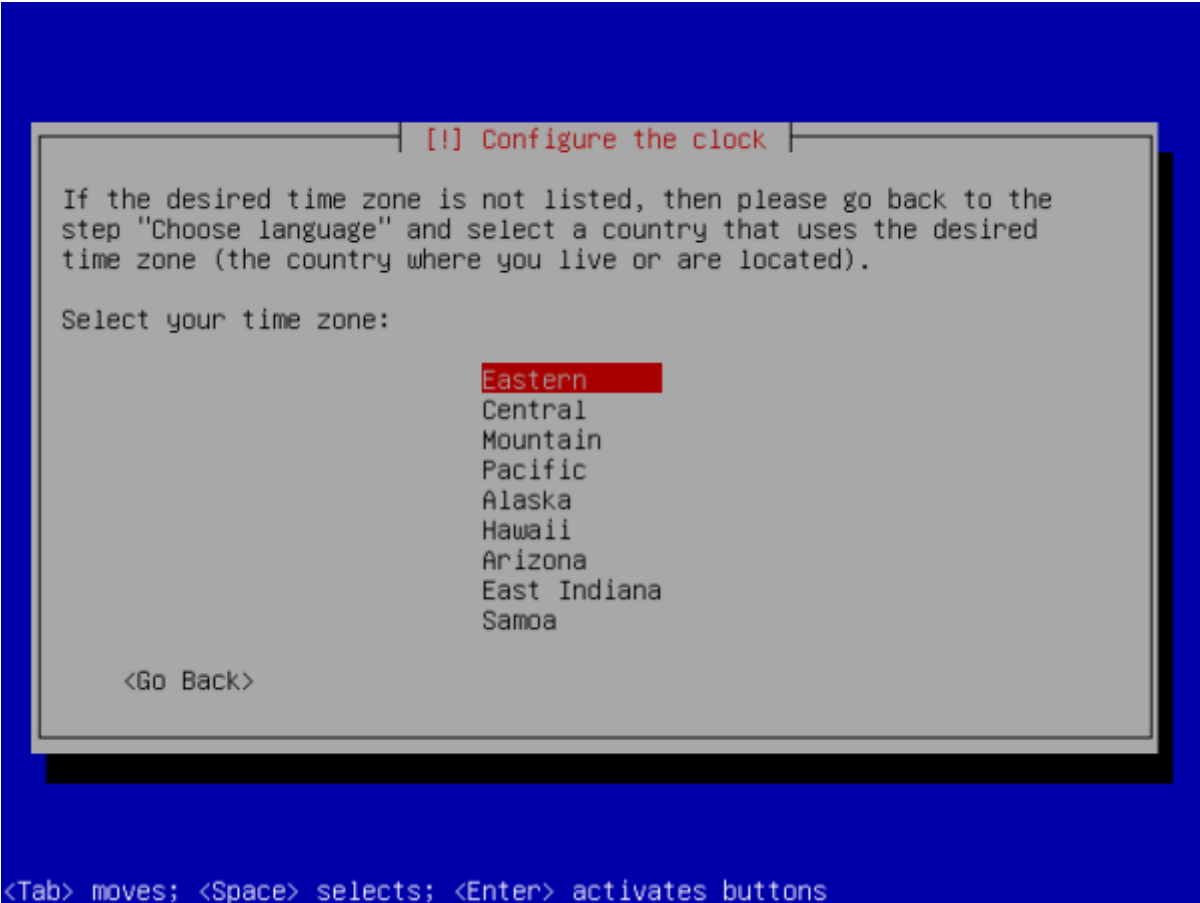 [!] Configure the clock
If the desired time zone is not listed, then please go back to the
step "Choose language" and select a country that uses the desired
time zone (the country where you live or are located).
Select your time zone:
Eastern
Central
Mountain
Pacific
Alaska
Hawaii
Arizona
East Indiana
Samoa
<Go Back>
<Tab> moves; <Space> selects; <Enter> activates buttons